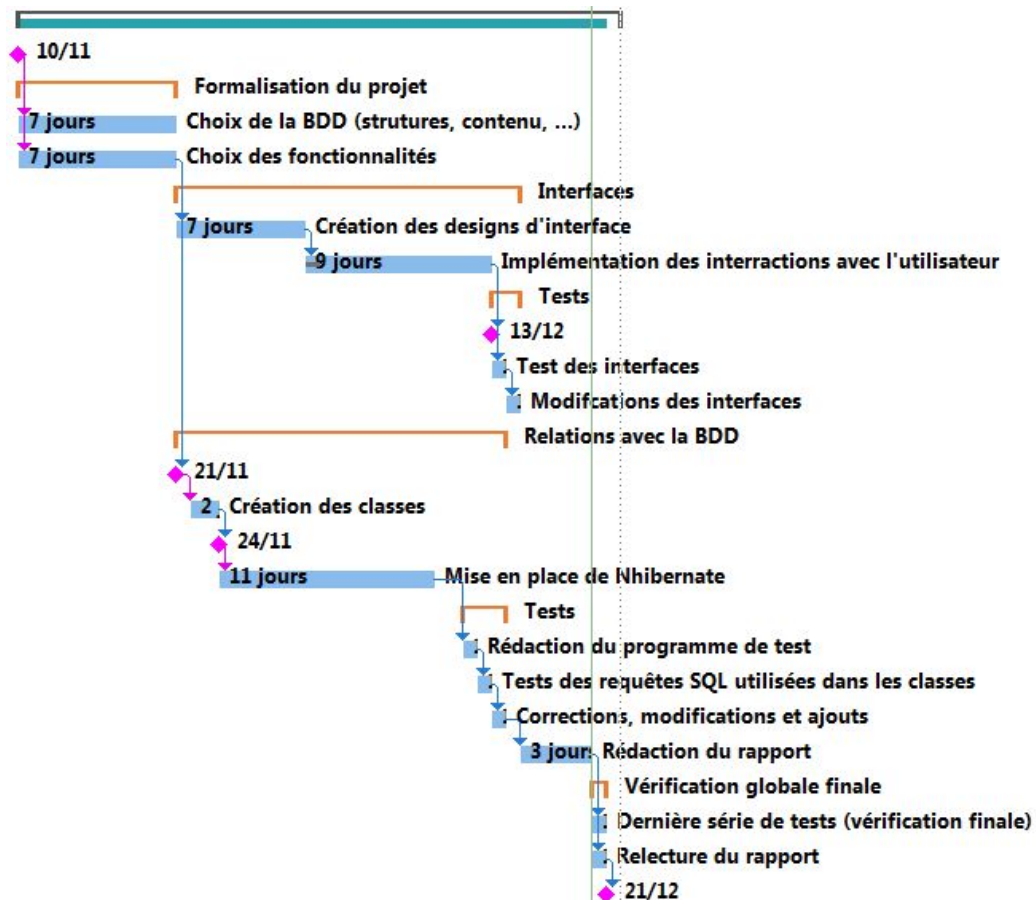 10/11
Formalisation du projet
7 jours Choix de la BDD (strutures, contenu, ...)
7 jours Choix des fonctionnalités
Interfaces
7 jours Création des designs d'interface
9 jours Implémentation des interractions avec l'utilisateur
Tests
13/12
Test des interfaces
Modifcations des interfaces
Relations avec la BDD
21/11
2 Création des classes
24/11
11 jours Mise en place de Nhibernate
Tests
Rédaction du programme de test
Tests des requêtes SQL utilisées dans les classes
Corrections, modifications et ajouts
3 jours Rédaction du rapport
Vérification globale finale
Dernière série de tests (vérification finale)
Relecture du rapport
21/12